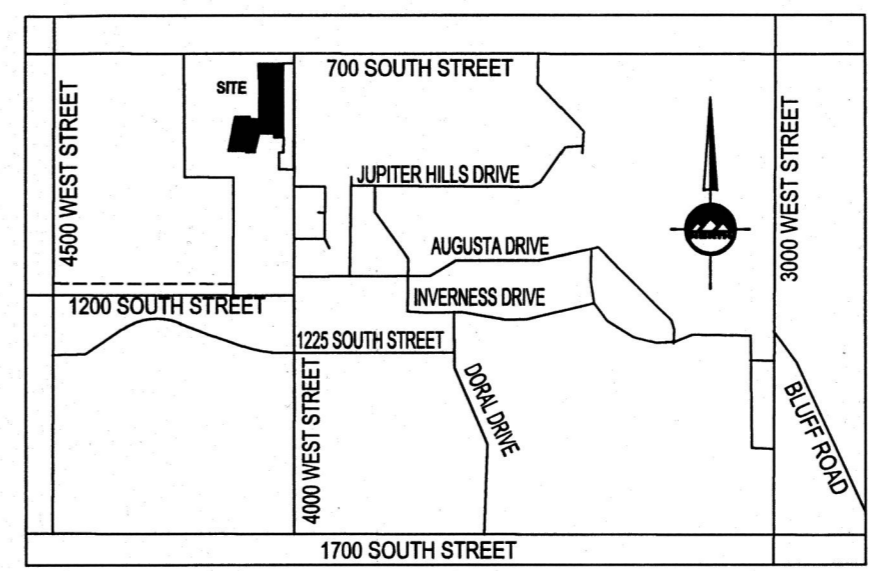 700 SOUTH STREET
SITE
4500 WEST STREET
3000 WEST STREET
JUPITER HILLS DRIVE
AUGUSTA DRIVE
INVERNESS DRIVE
1200 SOUTH STREET
1225 SOUTH STREET
4000 WEST STREET
DORAL DRIVE
BLUFF ROAD
1700 SOUTH STREET